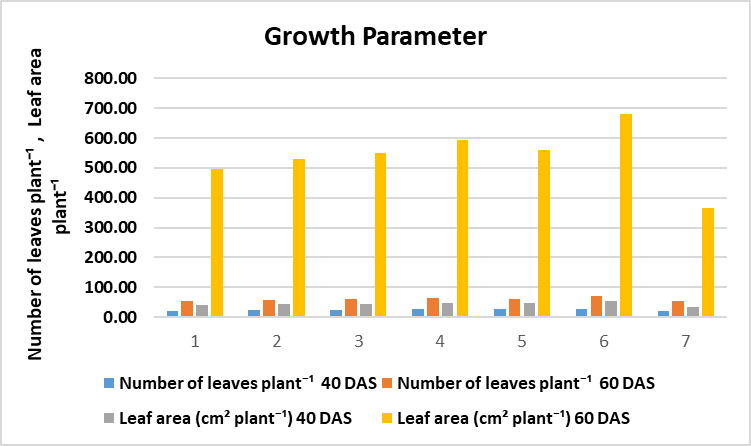 Growth Parameter
Number of leaves plant⁻¹ , Leaf area
plant⁻¹
800.00
700.00
600.00
500.00
400.00
300.00
200.00
100.00
0.00
1 2 3 4 5 6 7
Number of leaves plant⁻¹ 40 DAS Number of leaves plant⁻¹ 60 DAS
Leaf area (cm² plant⁻¹) 40 DAS Leaf area (cm² plant⁻¹) 60 DAS